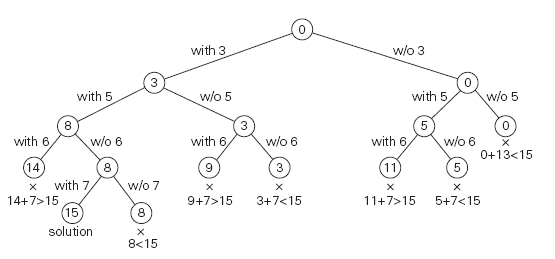 0
with 3
w/o 3
3
0
with 5
w/o 5
with 5
w/o 5
8
3
5
0
with 6
w/o 6
with 6
w/o 6
with 6
w/o 6
×
0+13<15
14
8
9
3
11
5
×
with 7
w/o 7
×
×
×
×
14+7>15
9+7>15
3+7<15
11+7>15
5+7<15
15
8
solution
×
8<15